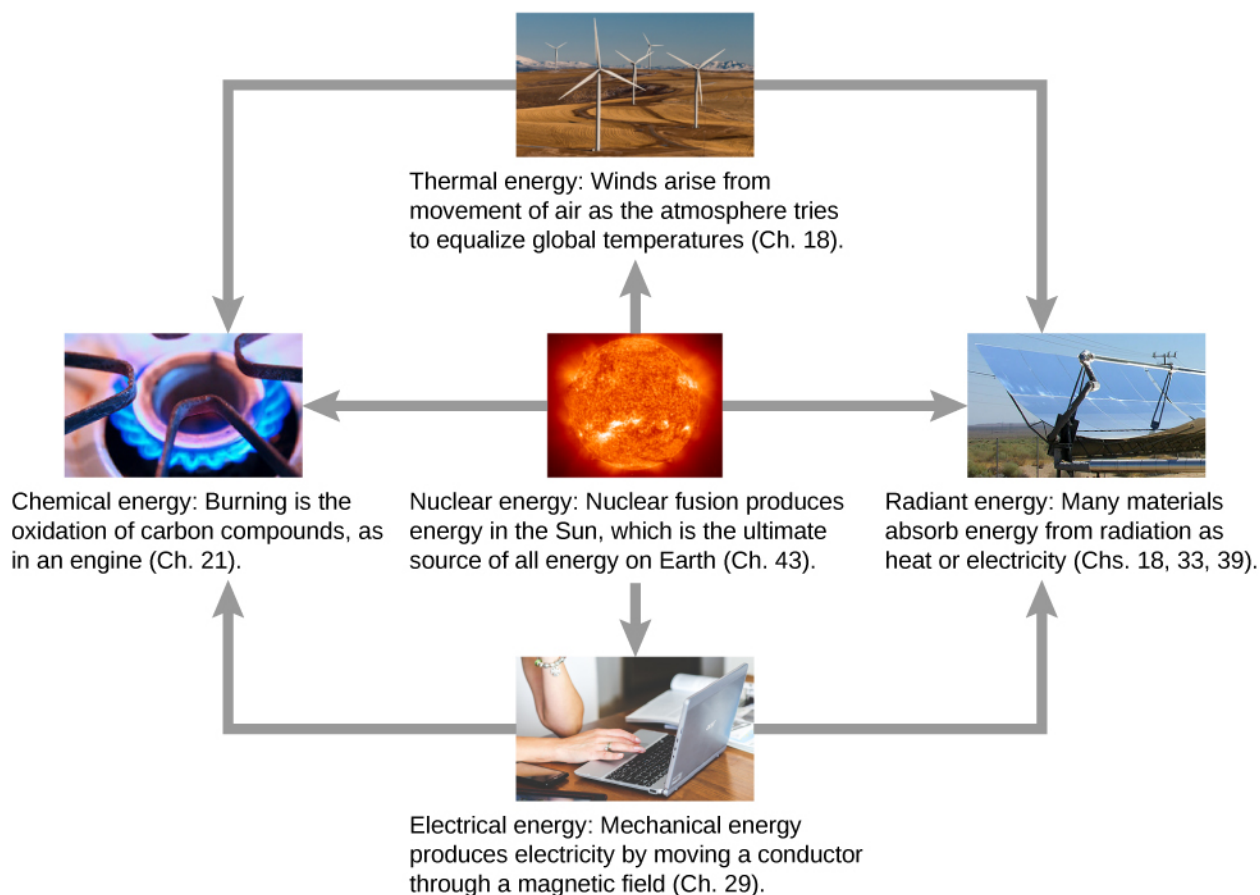 Thermal energy: Winds arise from
movement of air as the atmosphere tries
to equalize global temperatures (Ch. 18).
Chemical energy: Burning is the
oxidation of carbon compounds, as
in an engine (Ch. 21).
Nuclear energy: Nuclear fusion produces
energy in the Sun, which is the ultimate
source of all energy on Earth (Ch. 43).
Radiant energy: Many materials
absorb energy from radiation as
heat or electricity (Chs. 18, 33, 39).
Electrical energy: Mechanical energy
produces electricity by moving a conductor
through a magnetic field (Ch. 29).